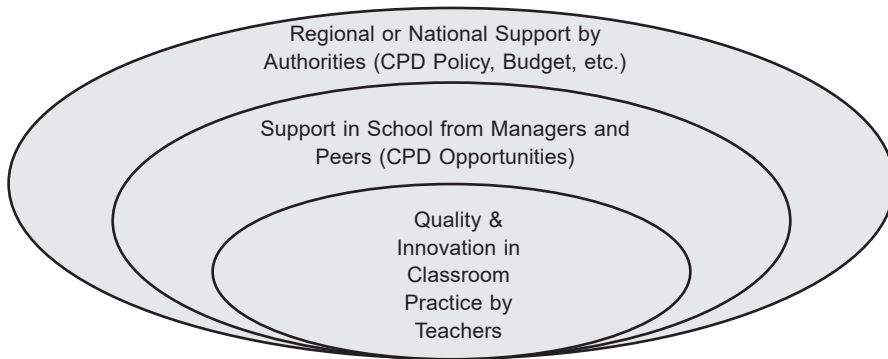 Regional or National Support by
Authorities (CPD Policy, Budget, etc.)
Support in School from Managers and
Peers (CPD Opportunities)
Quality &
Innovation in
Classroom
Practice by
Teachers